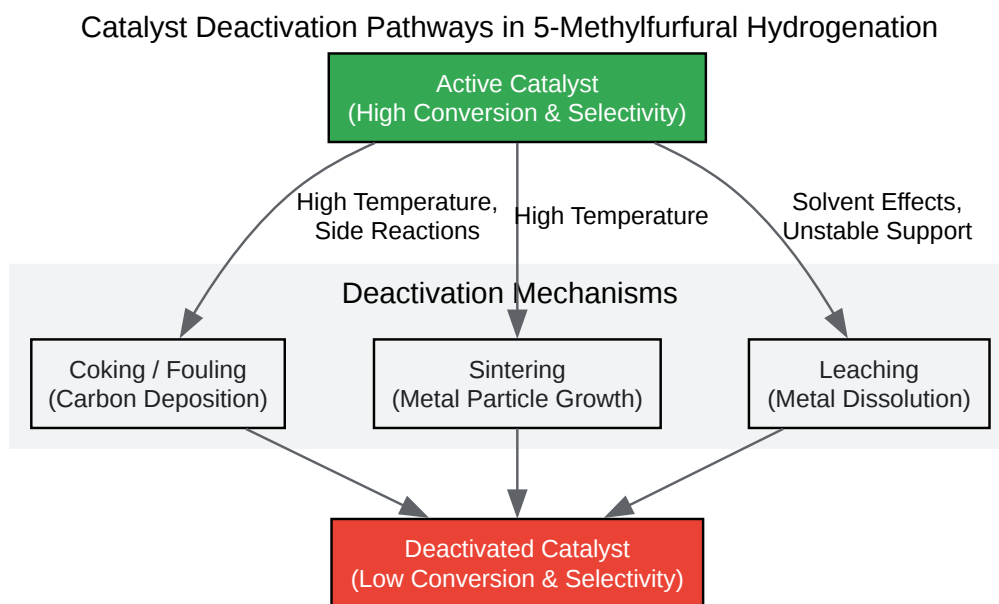 Catalyst Deactivation Pathways in 5-Methylfurfural Hydrogenation
Active Catalyst
(High Conversion & Selectivity)
High Temperature,
Side Reactions
High Temperature
Solvent Effects,
Unstable Support
Deactivation Mechanisms
Coking / Fouling
(Carbon Deposition)
Sintering
(Metal Particle Growth)
Leaching
(Metal Dissolution)
Deactivated Catalyst
(Low Conversion & Selectivity)